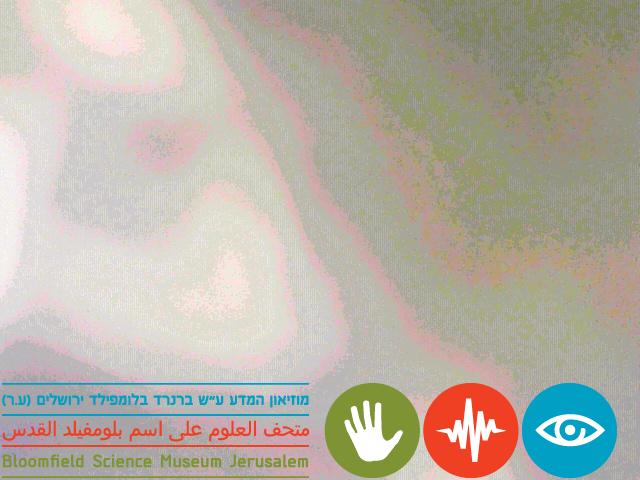 מוזיאון המדע ע״ש ברנרד בלומפילד ירושלים (ע.ר)
متحف العلوم على اسم بلومفيلد القدس
Bloomfield Science Museum Jerusalem